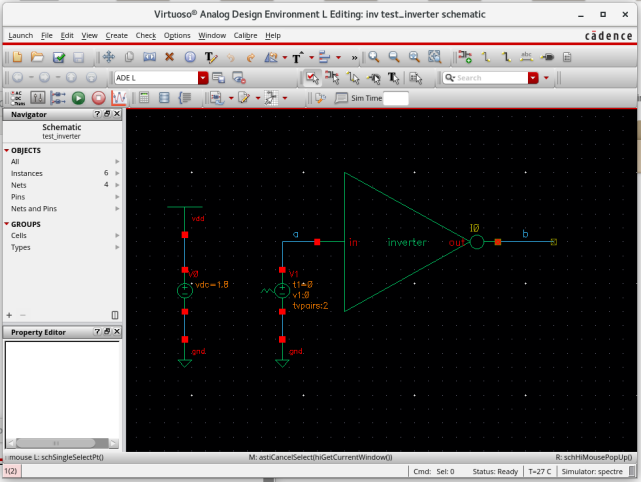 Virtuoso® Analog Design Environment L Editing: inv test_inverter schematic
Launch File Edit View Create Check Options Window Calibre Help
cādence
ADE L
Search
AC DC Trans
Sim Time
Navigator
Schematic
test_inverter
OBJECTS
All
Instances 6
Nets 4
Pins
Nets and Pins
GROUPS
Cells
Types
Property Editor
vdd
V0
vdc=1.8
gnd
a
V1
t1=0
v1:0
tvpairs:2
gnd
in
inverter
out
I0
b
mouse L: schSingleSelectPt()
M: astiCancelSelect(hiGetCurrentWindow())
R: schHiMousePopUp()
1(2)
Cmd: Sel: 0
Status: Ready
T=27 C
Simulator: spectre